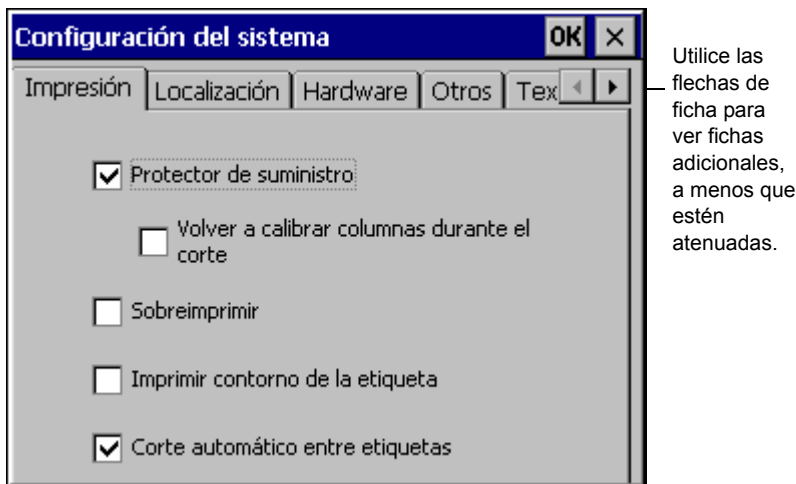 Configuración del sistema OK
Impresión Localización Hardware Otros Tex
Protector de suministro
Volver a calibrar columnas durante el
corte
Sobreimprimir
Imprimir contorno de la etiqueta
Corte automático entre etiquetas
Utilice las
flechas de
ficha para
ver fichas
adicionales,
a menos que
estén
atenuadas.